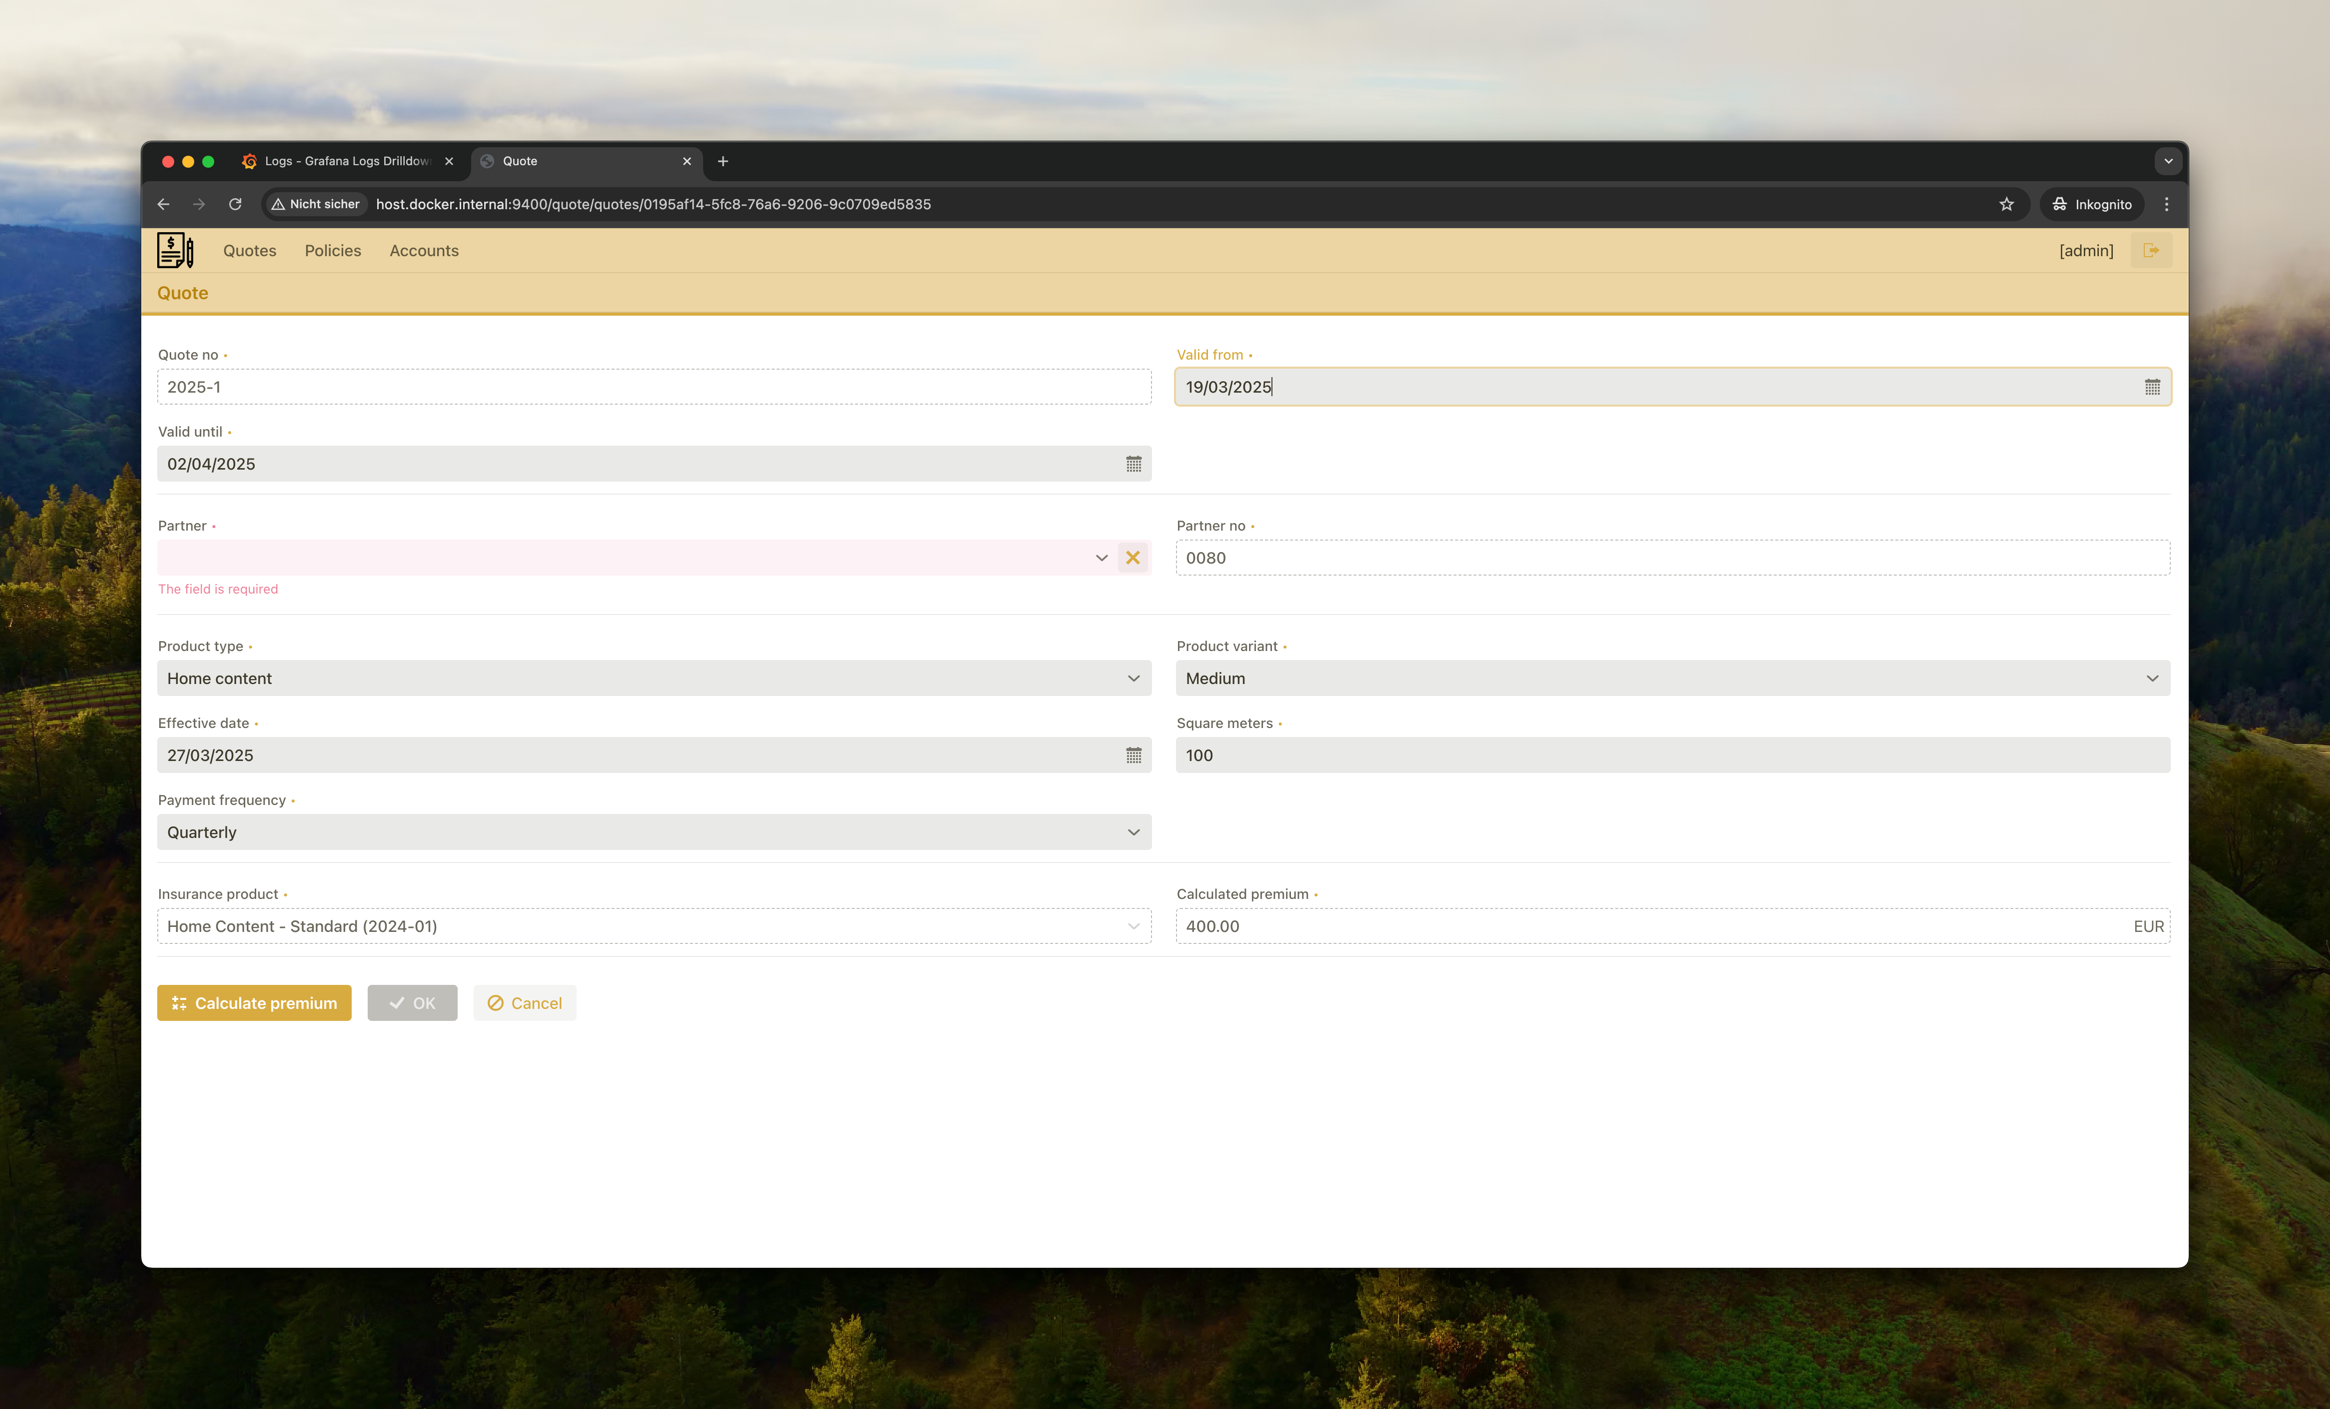 Logs - Grafana Logs Drilldow
Quote
Nicht sicher
host.docker.internal:9400/quote/quotes/0195af14-5fc8-76a6-9206-9c0709ed5835
Inkognito
$
Quotes
Policies
Accounts
[admin]
Quote
Quote no
Valid from
2025-1
19/03/2025
Valid until
02/04/2025
Partner
Partner no
0080
The field is required
Product type
Product variant
Home content
Medium
Effective date
Square meters
27/03/2025
100
Payment frequency
Quarterly
Insurance product
Calculated premium
Home Content - Standard (2024-01)
400.00 EUR
Calculate premium
OK
Cancel